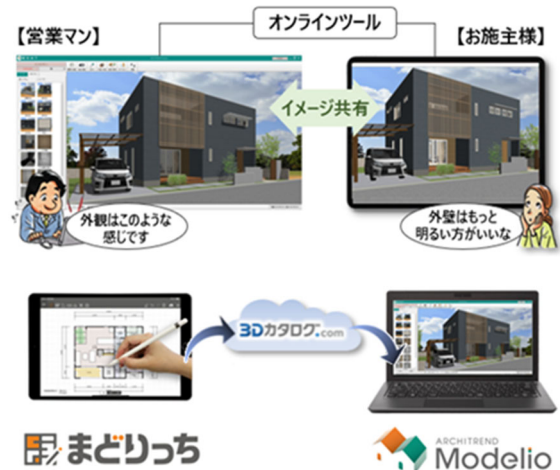 オンラインツール
【営業マン】
【お施主様】
イメージ共有
外観はこのような
感じです
外壁はもっと
明るい方がいいな
3Dカタログ.com
まどりっち
ARCHITREND
Modelio